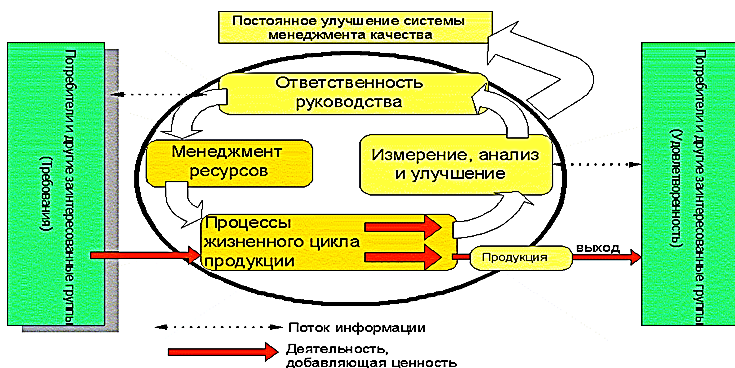 Постоянное улучшение системы
менеджмента качества
Потребители и другие заинтересованные группы
(Требования)
Ответственность
руководства
Менеджмент
ресурсов
Измерение, анализ
и улучшение
Процессы
жизненного цикла
продукции
Продукция
выход
Потребители и другие заинтересованные группы
(Удовлетворенность)
Поток информации
Деятельность,
добавляющая ценность